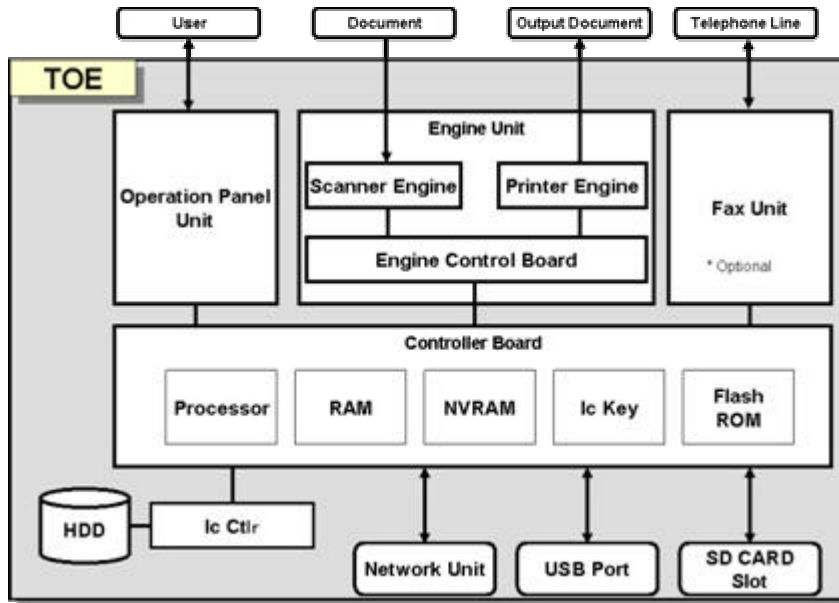 User
Document
Output Document
Telephone Line
TOE
Operation Panel
Unit
Engine Unit
Scanner Engine
Printer Engine
Engine Control Board
Fax Unit
* Optional
Controller Board
Processor
RAM
NVRAM
Ic Key
Flash
ROM
HDD
Ic Ctlr
Network Unit
USB Port
SD CARD
Slot